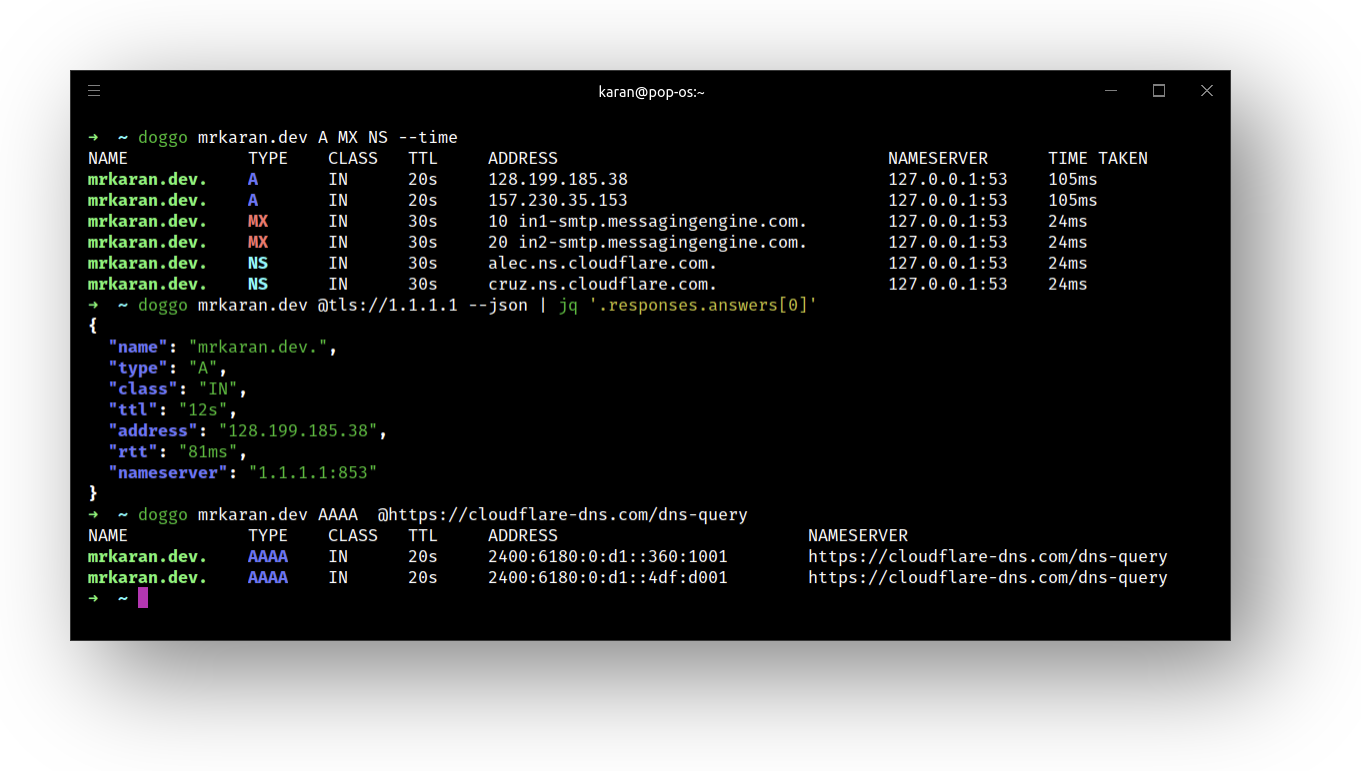 karan@pop-os:~
➜ ~ doggo mrkaran.dev A MX NS --time
NAME TYPE CLASS TTL ADDRESS NAMESERVER TIME TAKEN
mrkaran.dev. A IN 20s 128.199.185.38 127.0.0.1:53 105ms
mrkaran.dev. A IN 20s 157.230.35.153 127.0.0.1:53 105ms
mrkaran.dev. MX IN 30s 10 in1-smtp.messagingengine.com. 127.0.0.1:53 24ms
mrkaran.dev. MX IN 30s 20 in2-smtp.messagingengine.com. 127.0.0.1:53 24ms
mrkaran.dev. NS IN 30s alec.ns.cloudflare.com. 127.0.0.1:53 24ms
mrkaran.dev. NS IN 30s cruz.ns.cloudflare.com. 127.0.0.1:53 24ms
➜ ~ doggo mrkaran.dev @tls://1.1.1.1 --json | jq '.responses.answers[0]'
{
  "name": "mrkaran.dev.",
  "type": "A",
  "class": "IN",
  "ttl": "12s",
  "address": "128.199.185.38",
  "rtt": "81ms",
  "nameserver": "1.1.1.1:853"
}
➜ ~ doggo mrkaran.dev AAAA  @https://cloudflare-dns.com/dns-query
NAME TYPE CLASS TTL ADDRESS NAMESERVER
mrkaran.dev. AAAA IN 20s 2400:6180:0:d1::360:1001 https://cloudflare-dns.com/dns-query
mrkaran.dev. AAAA IN 20s 2400:6180:0:d1::4df:d001 https://cloudflare-dns.com/dns-query
➜ ~